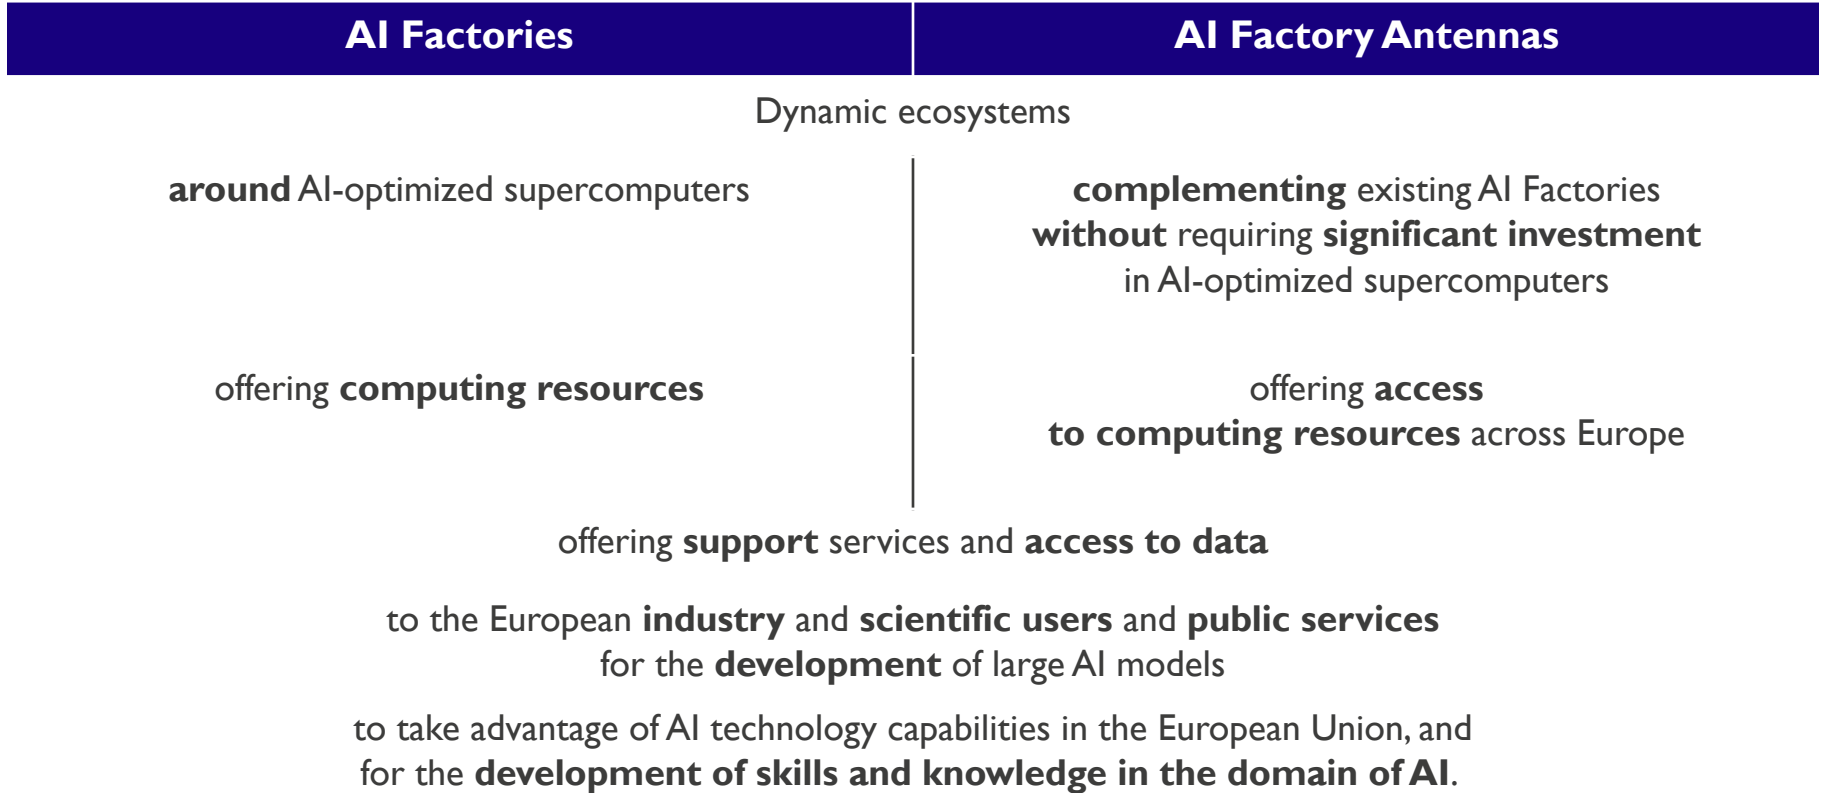 AI Factories
AI Factory Antennas
Dynamic ecosystems
around AI-optimized supercomputers
complementing existing AI Factories
without requiring significant investment
in AI-optimized supercomputers
offering computing resources
offering access
to computing resources across Europe
offering support services and access to data
to the European industry and scientific users and public services
for the development of large AI models
to take advantage of AI technology capabilities in the European Union, and
for the development of skills and knowledge in the domain of AI.